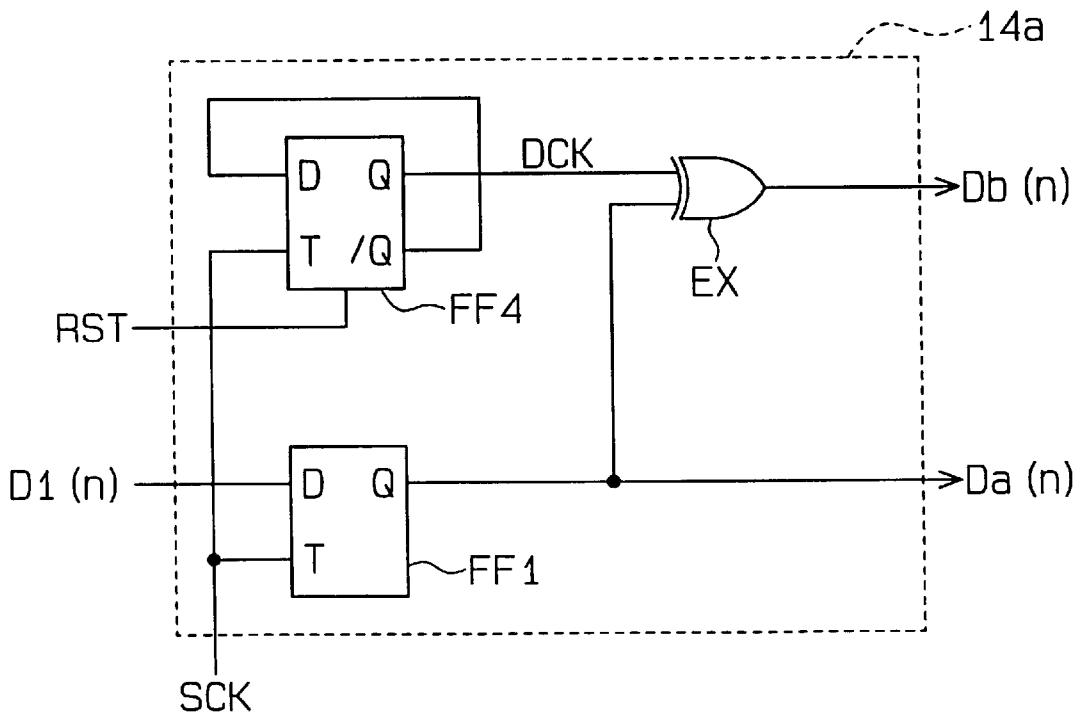 14a
D Q
DCK
Db (n)
T /Q
EX
FF4
RST
D1 (n)
D Q
Da (n)
T
FF1
SCK